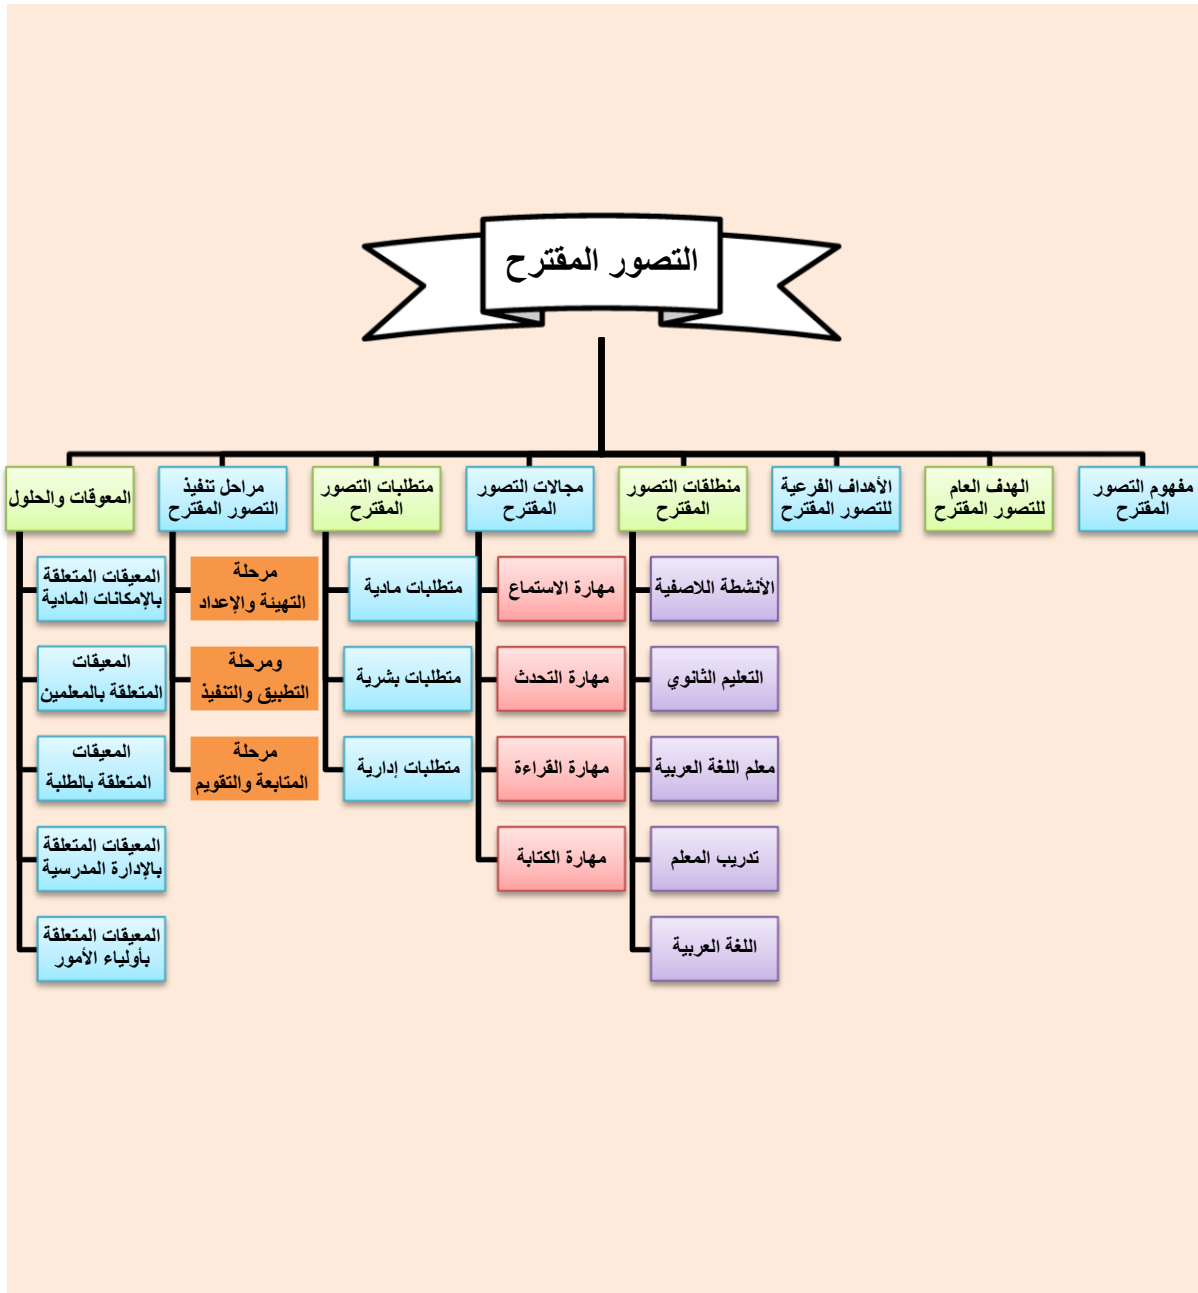 التصور المقترح
مفهوم التصور
المقترح
الهدف العام
للتصور المقترح
الأهداف الفرعية
للتصور المقترح
منطلقات التصور
المقترح
الأنشطة اللاصفية
التعليم الثانوي
معلم اللغة العربية
تدريب المعلم
اللغة العربية
مجالات التصور
المقترح
مهارة الاستماع
مهارة التحدث
مهارة القراءة
مهارة الكتابة
متطلبات التصور
المقترح
متطلبات مادية
متطلبات بشرية
متطلبات إدارية
مراحل تنفيذ
التصور المقترح
مرحلة
التهيئة والإعداد
ومرحلة
التطبيق والتنفيذ
مرحلة
المتابعة والتقويم
المعوقات والحلول
المعيقات المتعلقة
بالإمكانات المادية
المعيقات
المتعلقة بالمعلمين
المعيقات
المتعلقة بالطلبة
المعيقات المتعلقة
بالإدارة المدرسية
المعيقات المتعلقة
بأولياء الأمور